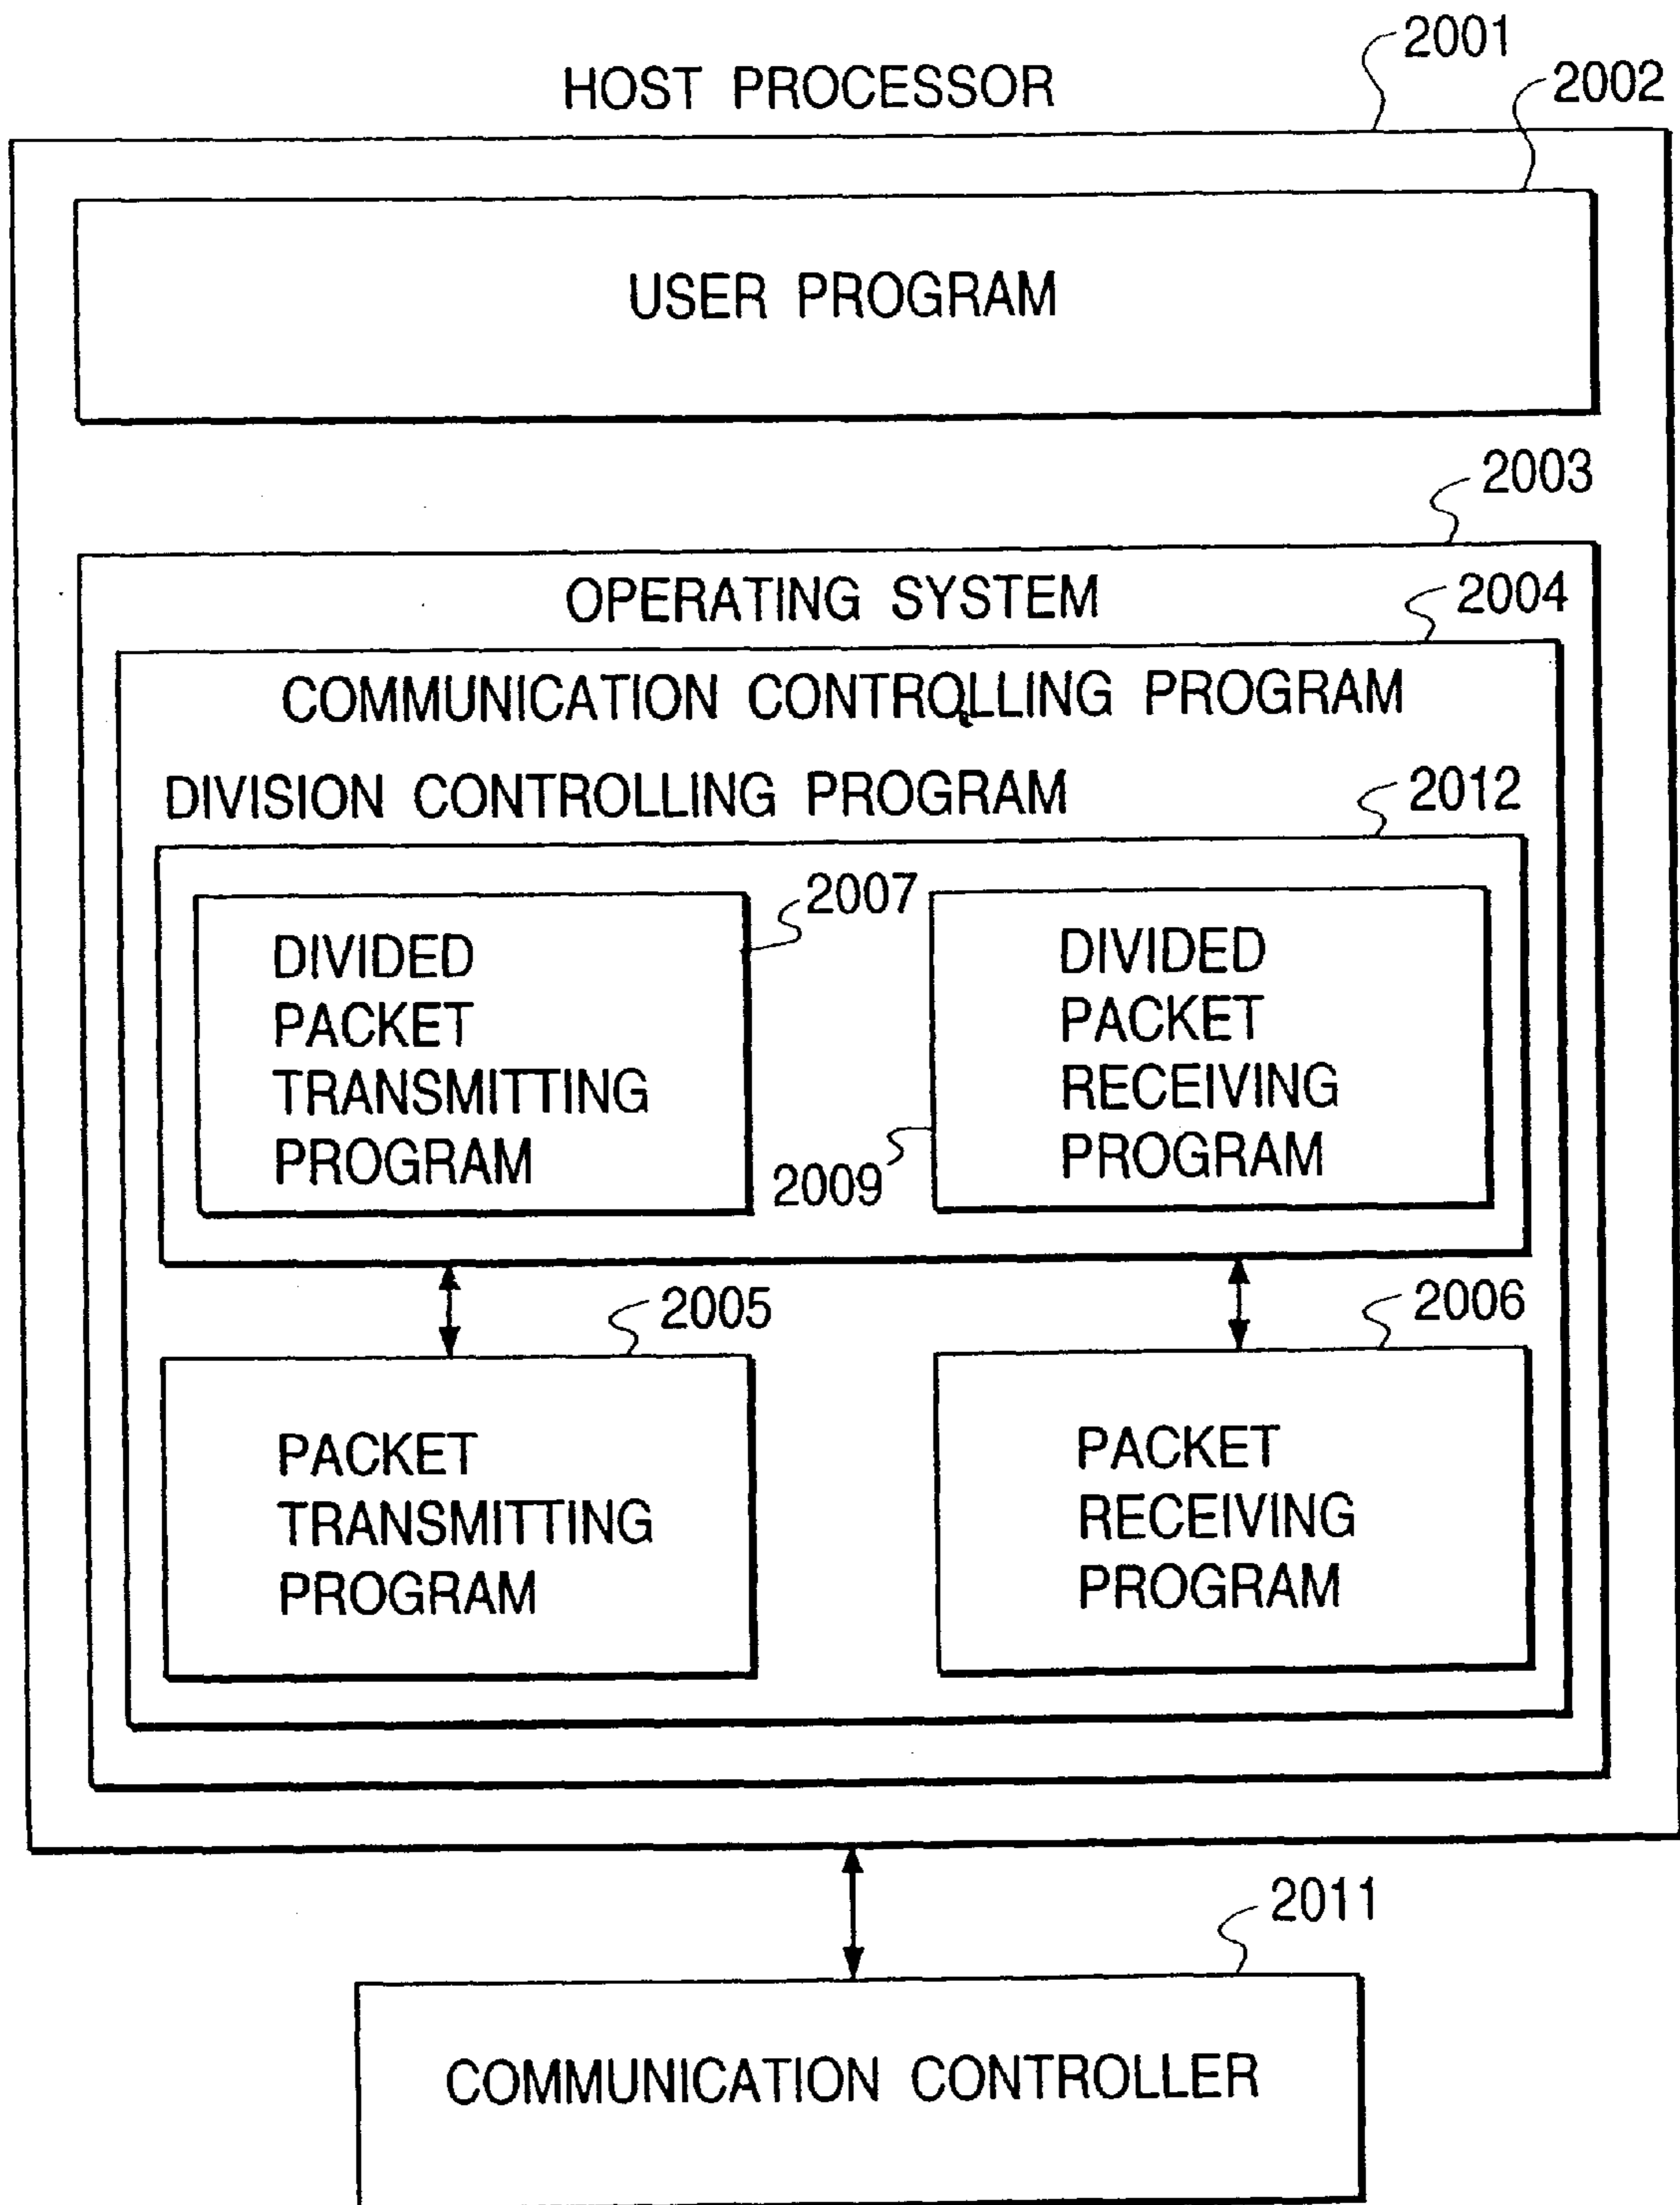 2001
HOST PROCESSOR
2002
USER PROGRAM
2003
OPERATING SYSTEM
2004
COMMUNICATION CONTROLLING PROGRAM
DIVISION CONTROLLING PROGRAM
2012
2007
DIVIDED
PACKET
TRANSMITTING
PROGRAM
2009
DIVIDED
PACKET
RECEIVING
PROGRAM
2005
2006
PACKET
TRANSMITTING
PROGRAM
PACKET
RECEIVING
PROGRAM
2011
COMMUNICATION CONTROLLER